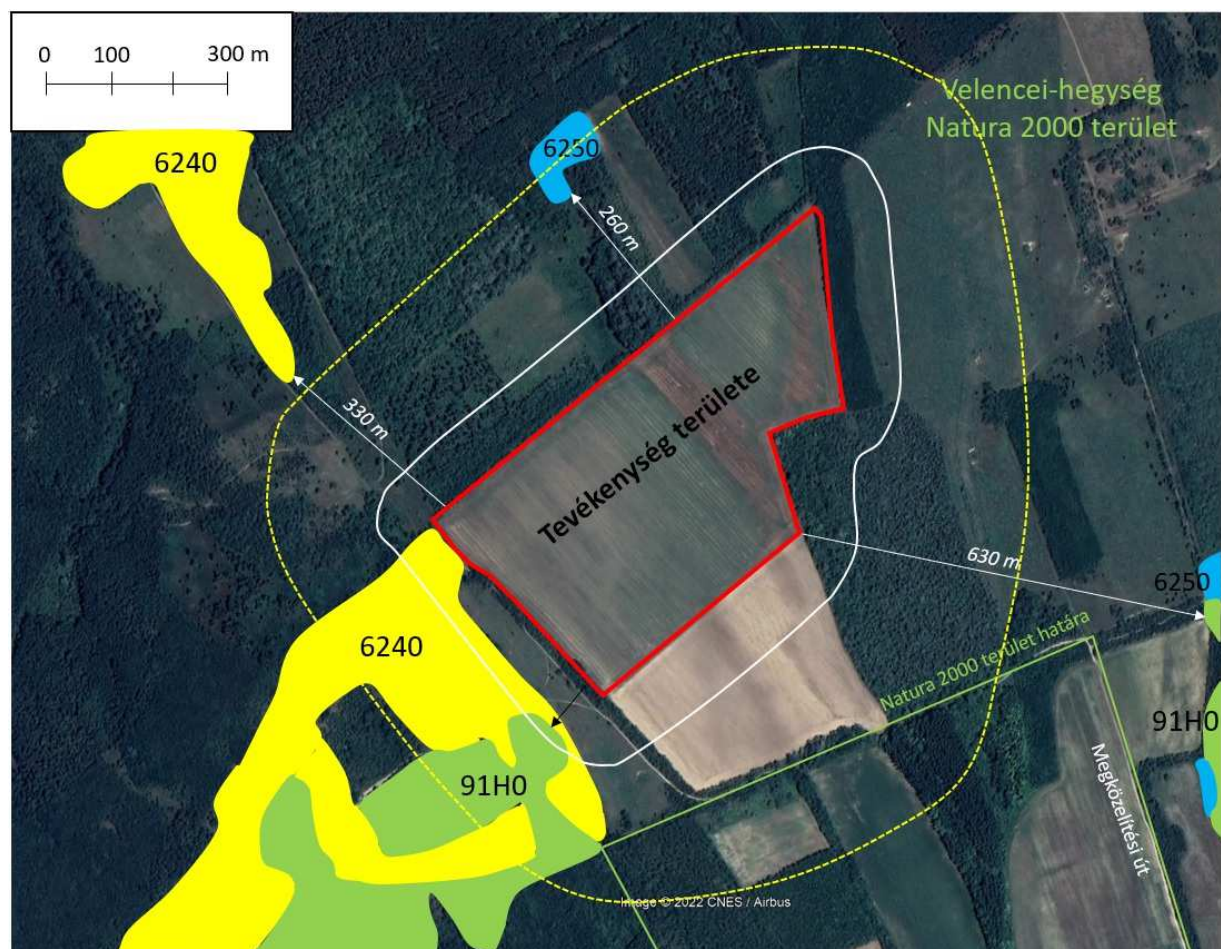 0 100 300 m
Velencei-hegység
Natura 2000 terület
6240
6250
260 m
330 m
Tevékenység területe
630 m
6250
6240
Natura 2000 terület határa
91H0
91H0
Megközelítési út
Image © 2022 CNES / Airbus